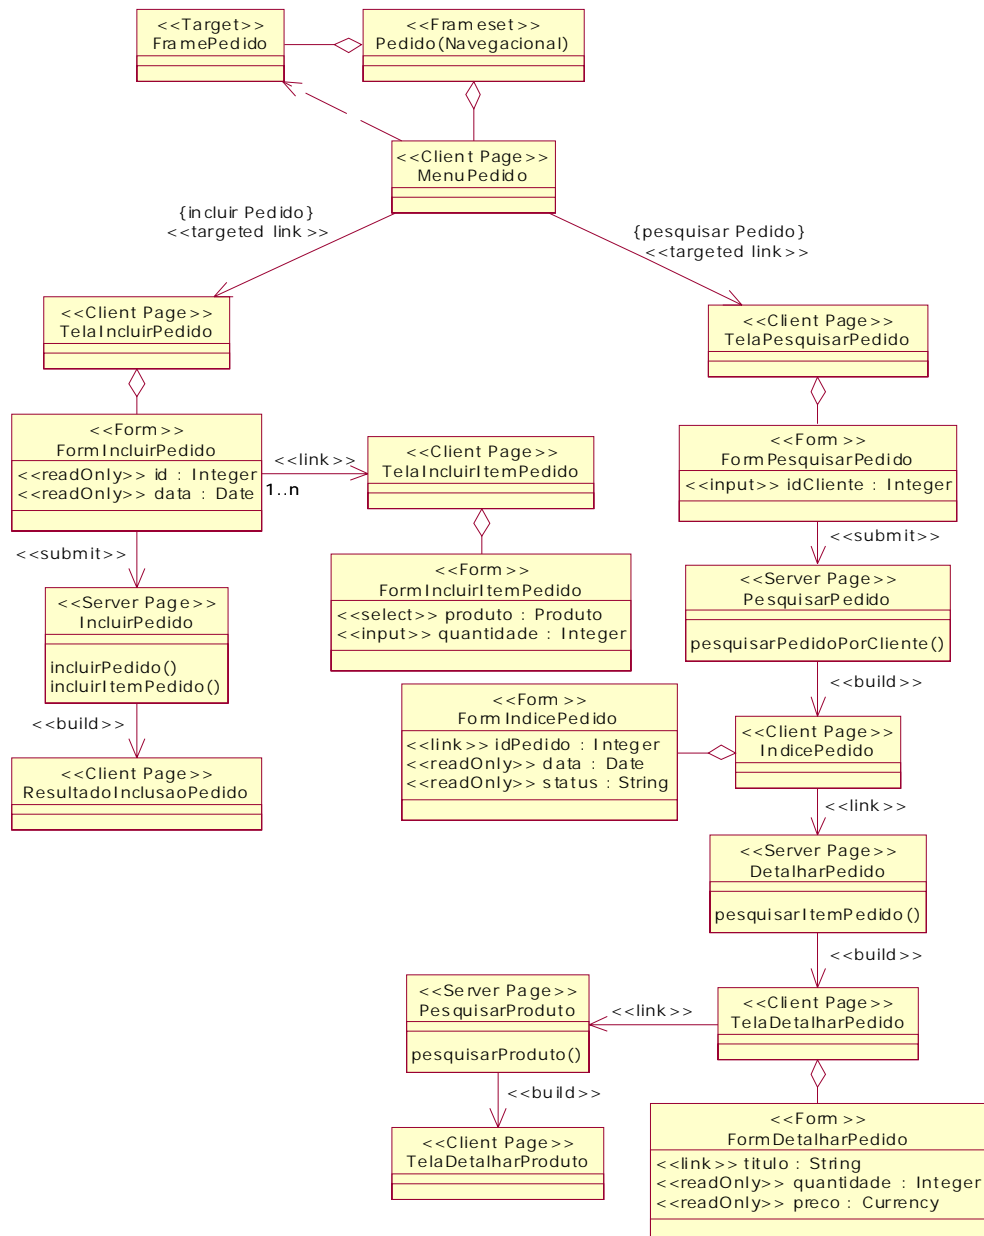 <<Target>>
FramePedido
<<Frameset>>
Pedido(Navegacional)
<<Client Page>>
MenuPedido
{incluir Pedido}
<<targeted link>>
{pesquisar Pedido}
<<targeted link>>
<<Client Page>>
TelaIncluirPedido
<<Client Page>>
TelaPesquisarPedido
<<Form>>
FormIncluirPedido
<<readOnly>> id : Integer
<<readOnly>> data : Date
<<link>>
1..n
<<Client Page>>
TelaIncluirItemPedido
<<Form>>
FormPesquisarPedido
<<input>> idCliente : Integer
<<submit>>
<<submit>>
<<Form>>
FormIncluirItemPedido
<<select>> produto : Produto
<<input>> quantidade : Integer
<<Server Page>>
IncluirPedido
incluirPedido()
incluirItemPedido()
<<Server Page>>
PesquisarPedido
pesquisarPedidoPorCliente()
<<build>>
<<build>>
<<Form>>
FormIndicePedido
<<link>> idPedido : Integer
<<readOnly>> data : Date
<<readOnly>> status : String
<<Client Page>>
IndicePedido
<<Client Page>>
ResultadoInclusaoPedido
<<link>>
<<Server Page>>
DetalharPedido
pesquisarItemPedido()
<<build>>
<<Server Page>>
PesquisarProduto
pesquisarProduto()
<<link>>
<<Client Page>>
TelaDetalharPedido
<<build>>
<<Client Page>>
TelaDetalharProduto
<<Form>>
FormDetalharPedido
<<link>> titulo : String
<<readOnly>> quantidade : Integer
<<readOnly>> preco : Currency